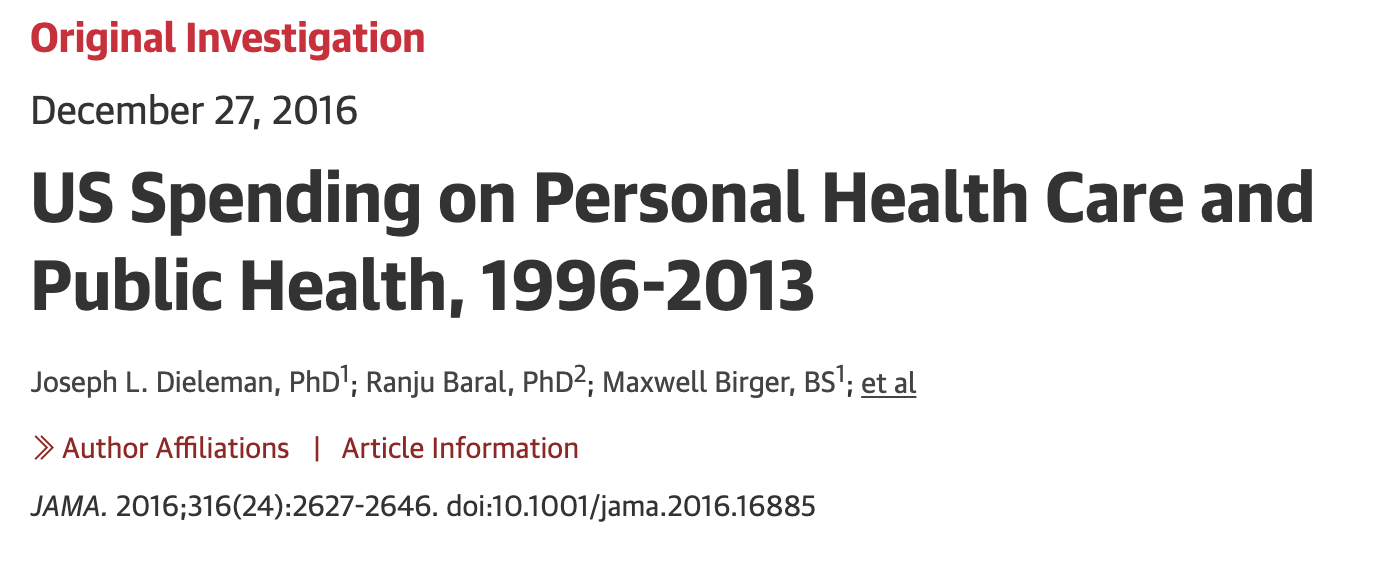 Original Investigation
December 27, 2016
US Spending on Personal Health Care and
Public Health, 1996-2013
Joseph L. Dieleman, PhD1; Ranju Baral, PhD2; Maxwell Birger, BS1; et al
Author Affiliations | Article Information
JAMA. 2016;316(24):2627-2646. doi:10.1001/jama.2016.16885